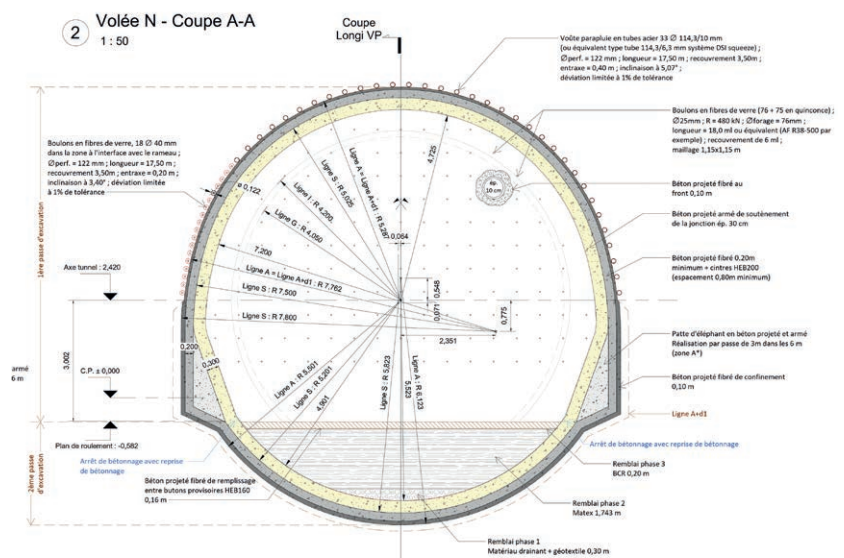 2
Volée N - Coupe A-A
1 : 50
Coupe
Longi VP
Voûte parapluie en tubes acier 33 Ø 114,3/10 mm
(ou équivalent type tube 114,3/6,3 mm système DSI squeeze) ;
Øperf. = 122 mm ; longueur = 17,50 m ; recouvrement 3,50m ;
entraxe = 0,40 m ; inclinaison à 5,07° ;
déviation limitée à 1% de tolérance
Boulons en fibres de verre (76 + 75 en quinconce) ;
Ø25mm ; R = 480 kN ; Øforage = 76mm ;
longueur = 18,0 ml ou équivalent (AF R38-500 par
exemple) ; recouvrement de 6 ml ;
maillage 1,15x1,15 m
Boulons en fibres de verre, 18 Ø 40 mm
dans la zone à l'interface avec le rameau ;
Øperf. = 122 mm ; longueur = 17,50 m ;
recouvrement 3,50m ; entraxe = 0,20 m ;
inclinaison à 3,40° ; déviation limitée
à 1% de tolérance
ép.
10 cm
Béton projeté fibré au
front 0,10 m
Béton projeté armé de soutènement
de la jonction ép. 30 cm
Béton projeté fibré 0.20m
minimum + cintres HEB200
(espacement 0,80m minimum)
Patte d'éléphant en béton projeté et armé
Réalisation par passe de 3m dans les 6 m
(zone A*)
Béton projeté fibré de confinement
0,10 m
Ligne A+d1
1ère passe d'excavation
2ème passe
d'excavation
Axe tunnel : 2,420
3,002
armé
6 m
C.P. ± 0,000
Plan de roulement : -0,582
ø 0,122
Ligne S : R 5,025
Ligne A = Ligne A+d1 : R 5,287
4,725
Ligne I : R 4,200
Ligne G : R 4,050
0,064
7,200
Ligne A = Ligne A+d1 : R 7,762
Ligne S : R 7,500
Ligne S : R 7,800
0,548
0,071
0,775
2,351
0,200
0,300
Ligne A : R 5,501
Ligne S : R 5,201
4,901
Ligne S : R 5,823
5,523
Ligne A : R 6,123
Arrêt de bétonnage avec reprise
de bétonnage
Arrêt de bétonnage avec reprise de bétonnage
Béton projeté fibré de remplissage
entre butons provisoires HEB160
0,16 m
Remblai phase 3
BCR 0,20 m
Remblai phase 2
Matex 1,743 m
Remblai phase 1
Matériau drainant + géotextile 0,30 m